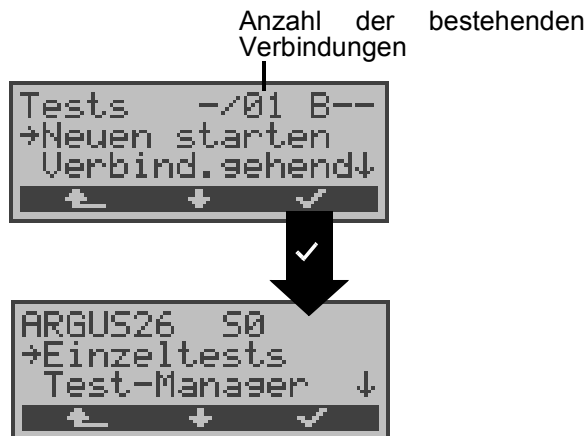 Anzahl der bestehenden
Verbindungen
Tests -/01 B--
→Neuen starten
Verbind.gehend↓
ARGUS26 S0
→Einzeltests
Test-Manager ↓